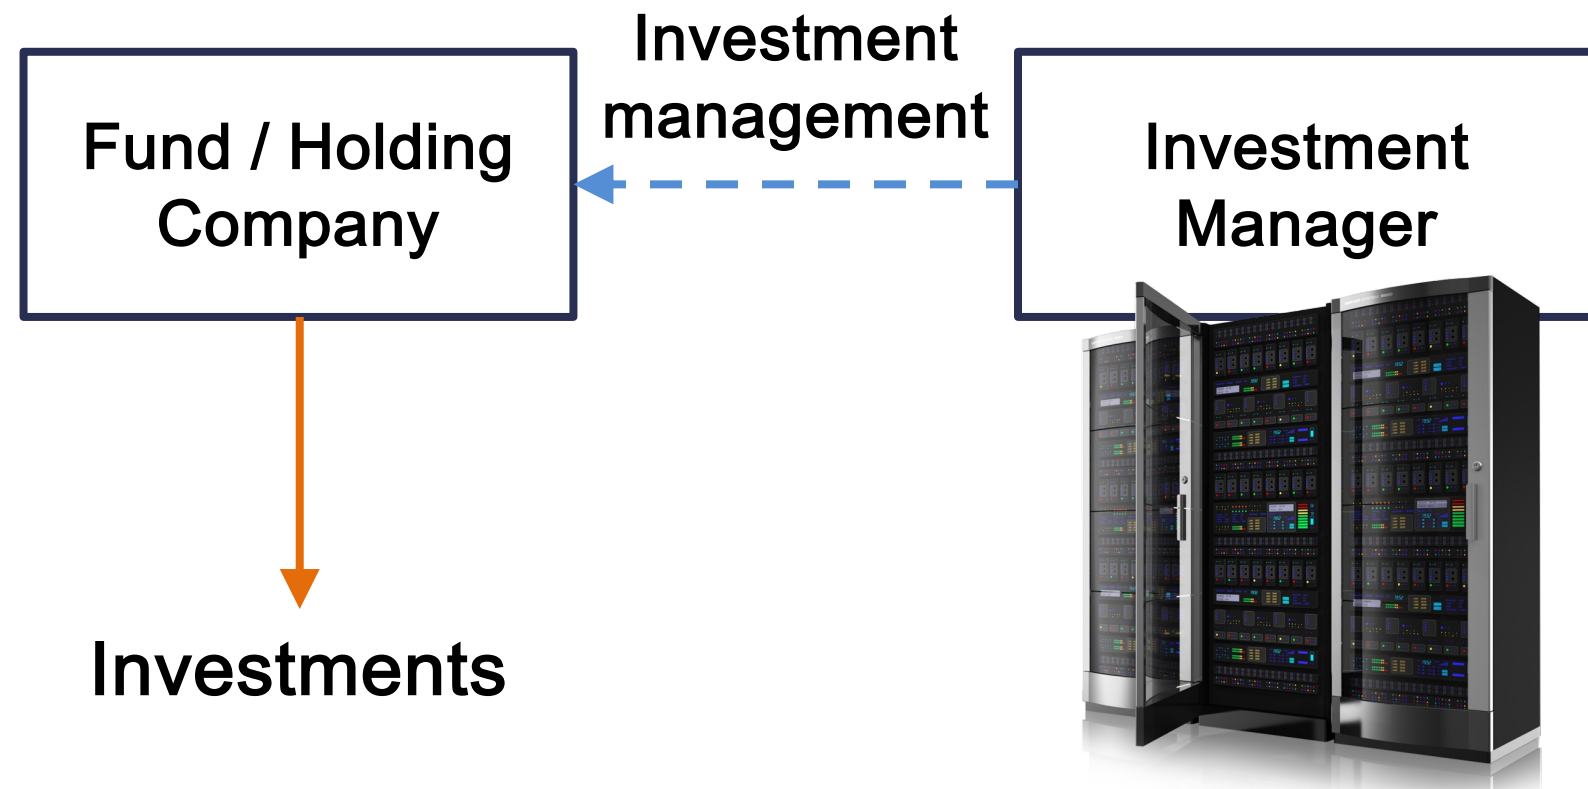 Investment
management
Fund / Holding
Company
Investment
Manager
Investments